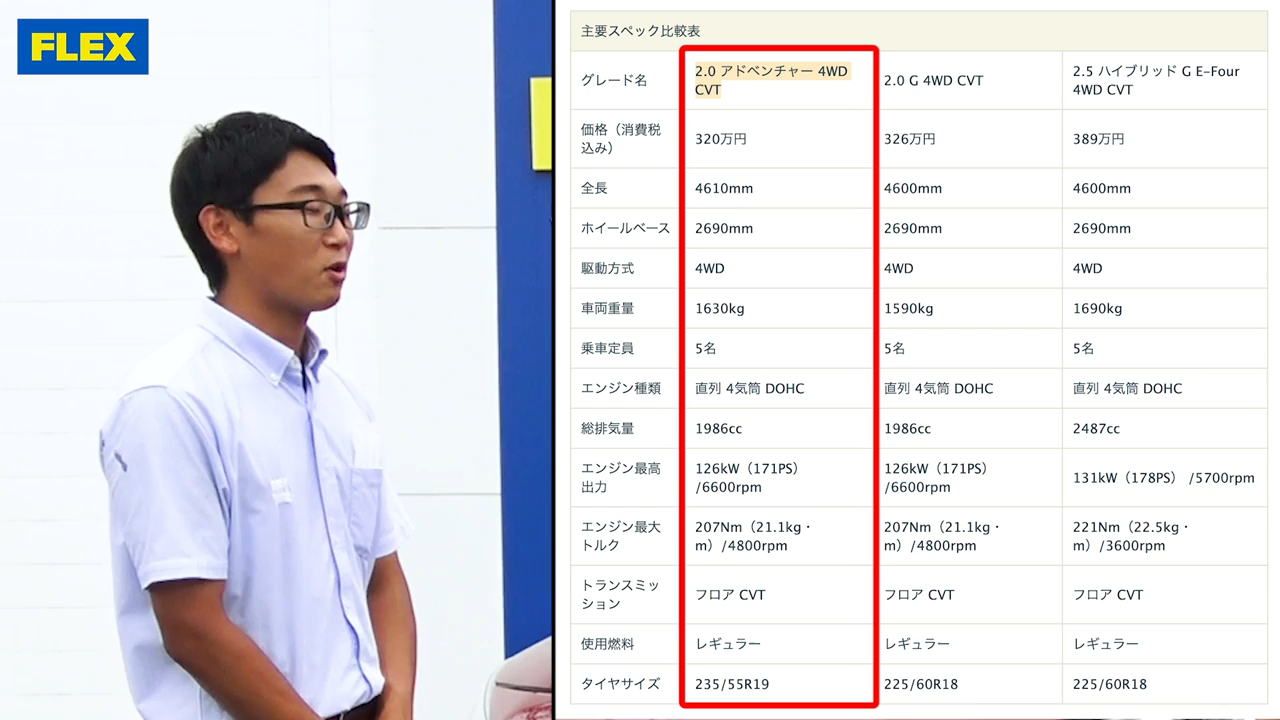 FLEX
主要スペック比較表
グレード名
2.0 アドベンチャー 4WD
CVT
2.0 G 4WD CVT
2.5 ハイブリッド G E-Four
4WD CVT
価格（消費税
込み）
320万円
326万円
389万円
全長
4610mm
4600mm
4600mm
ホイールベース
2690mm
2690mm
2690mm
駆動方式
4WD
4WD
4WD
車両重量
1630kg
1590kg
1690kg
乗車定員
5名
5名
5名
エンジン種類
直列 4気筒 DOHC
直列 4気筒 DOHC
直列 4気筒 DOHC
総排気量
1986cc
1986cc
2487cc
エンジン最高
出力
126kW（171PS）
/6600rpm
126kW（171PS）
/6600rpm
131kW（178PS） /5700rpm
エンジン最大
トルク
207Nm（21.1kg・
m）/4800rpm
207Nm（21.1kg・
m）/4800rpm
221Nm（22.5kg・
m）/3600rpm
トランスミッ
ション
フロア CVT
フロア CVT
フロア CVT
使用燃料
レギュラー
レギュラー
レギュラー
タイヤサイズ
235/55R19
225/60R18
225/60R18